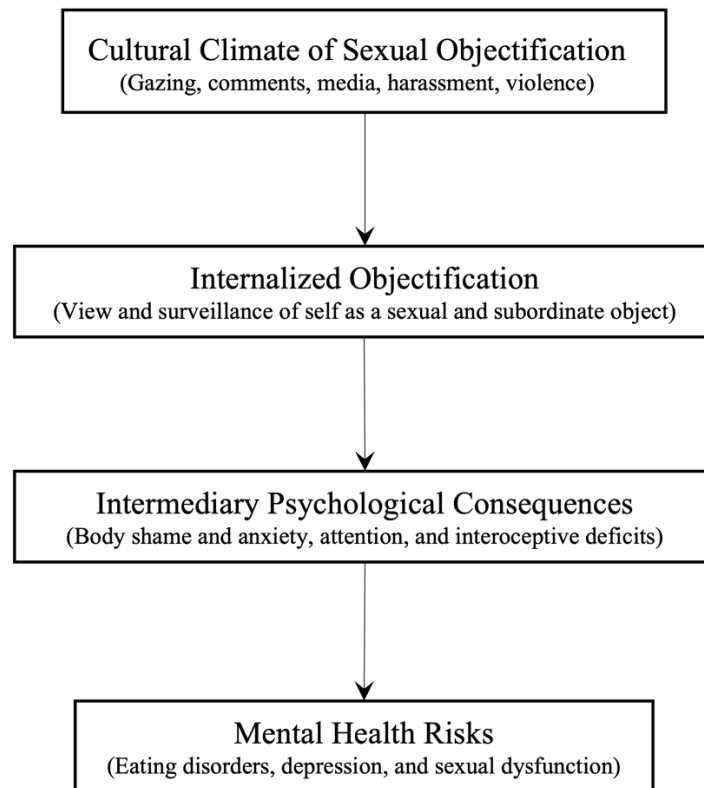 Cultural Climate of Sexual Objectification
(Gazing, comments, media, harassment, violence)
Internalized Objectification
(View and surveillance of self as a sexual and subordinate object)
Intermediary Psychological Consequences
(Body shame and anxiety, attention, and interoceptive deficits)
Mental Health Risks
(Eating disorders, depression, and sexual dysfunction)